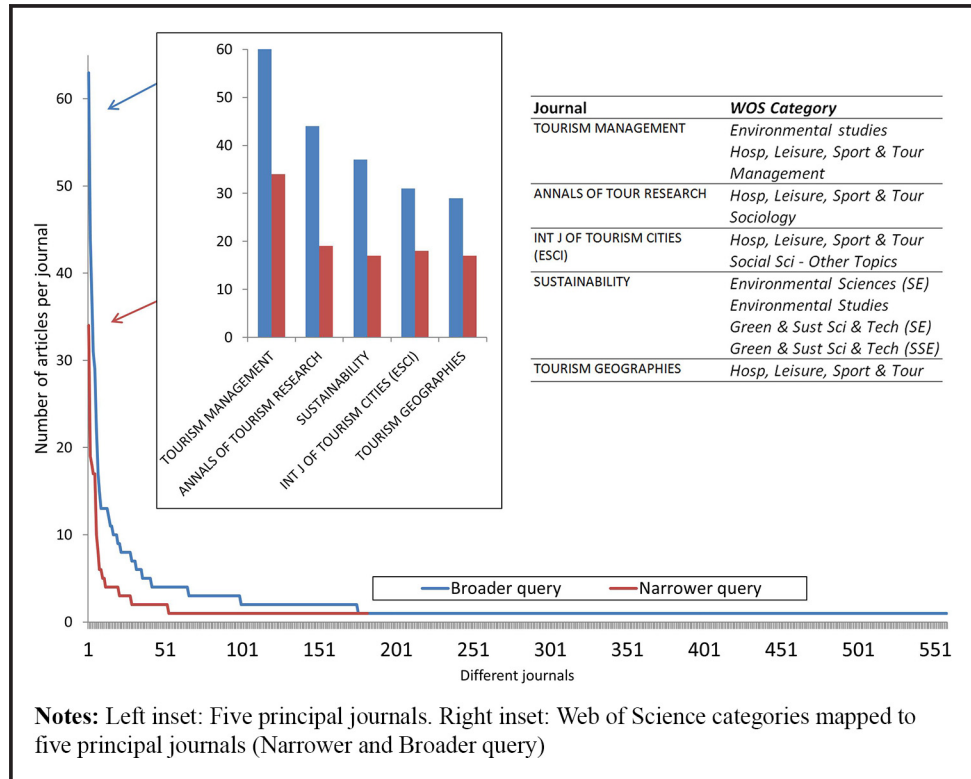 Number of articles per journal
60
50
40
30
20
10
0
60
50
40
30
20
10
0
TOURISM MANAGEMENT
ANNALS OF TOURISM RESEARCH
SUSTAINABILITY
INT J OF TOURISM CITIES (ESCI)
TOURISM GEOGRAPHIES
Journal WOS Category
TOURISM MANAGEMENT Environmental studies
Hosp, Leisure, Sport & Tour
Management
ANNALS OF TOUR RESEARCH Hosp, Leisure, Sport & Tour
Sociology
INT J OF TOURISM CITIES Hosp, Leisure, Sport & Tour
(ESCI) Social Sci - Other Topics
SUSTAINABILITY Environmental Sciences (SE)
Environmental Studies
Green & Sust Sci & Tech (SE)
Green & Sust Sci & Tech (SSE)
TOURISM GEOGRAPHIES Hosp, Leisure, Sport & Tour
Broader query Narrower query
1 51 101 151 201 251 301 351 401 451 501 551
Different journals
Notes: Left inset: Five principal journals. Right inset: Web of Science categories mapped to
five principal journals (Narrower and Broader query)